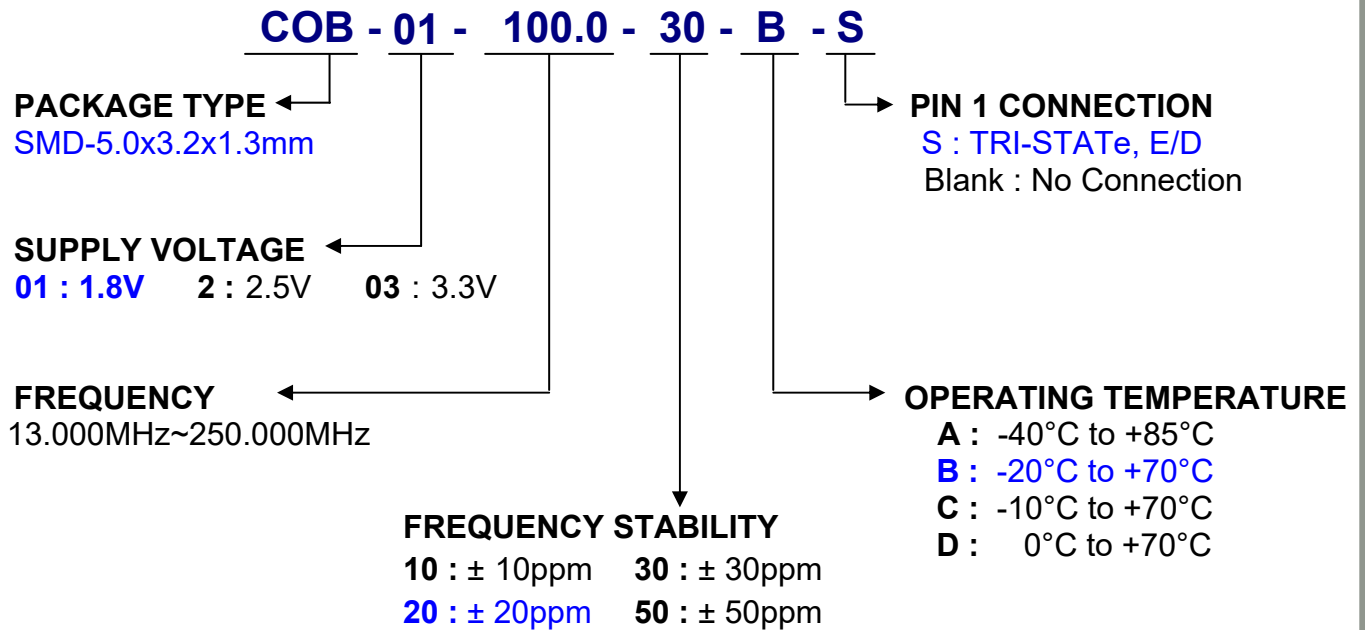 COB - 01 - 100.0 - 30 - B - S
PACKAGE TYPE
SMD-5.0x3.2x1.3mm
PIN 1 CONNECTION
S : TRI-STATe, E/D
Blank : No Connection
SUPPLY VOLTAGE
01 : 1.8V 2 : 2.5V 03 : 3.3V
FREQUENCY
13.000MHz~250.000MHz
OPERATING TEMPERATURE
A : -40°C to +85°C
B : -20°C to +70°C
C : -10°C to +70°C
D : 0°C to +70°C
FREQUENCY STABILITY
10 : ± 10ppm 30 : ± 30ppm
20 : ± 20ppm 50 : ± 50ppm